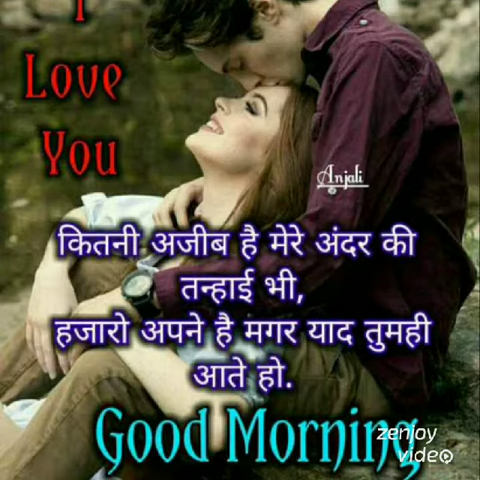 I
Love
You
Anjali
कितनी अजीब है मेरे अंदर की
तन्हाई भी,
हजारो अपने है मगर याद तुमही
आते हो.
Good Morning
zenjoy
video